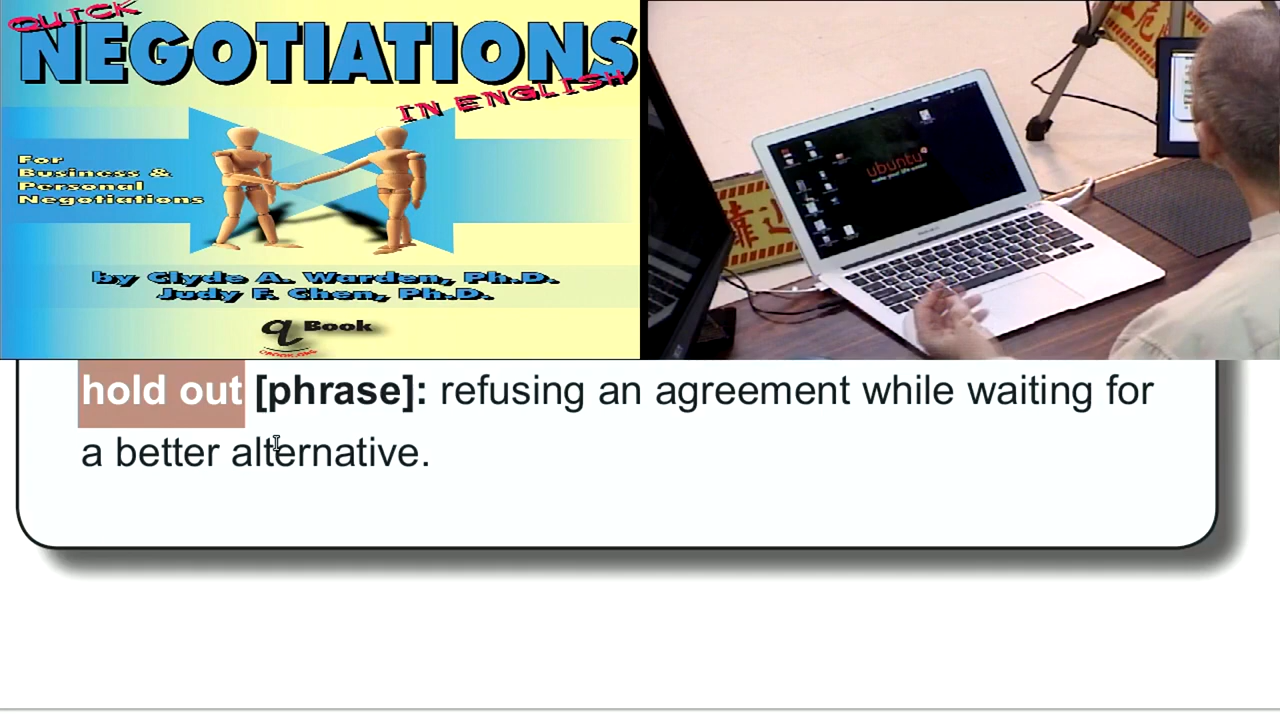 QUICK
NEGOTIATIONS
IN ENGLISH
For
Business &
Personal
Negotiations
by Clyde A. Warden, Ph.D.
Judy F. Chen, Ph.D.
q Book
ubuntu
hold out [phrase]: refusing an agreement while waiting for
a better alternative.